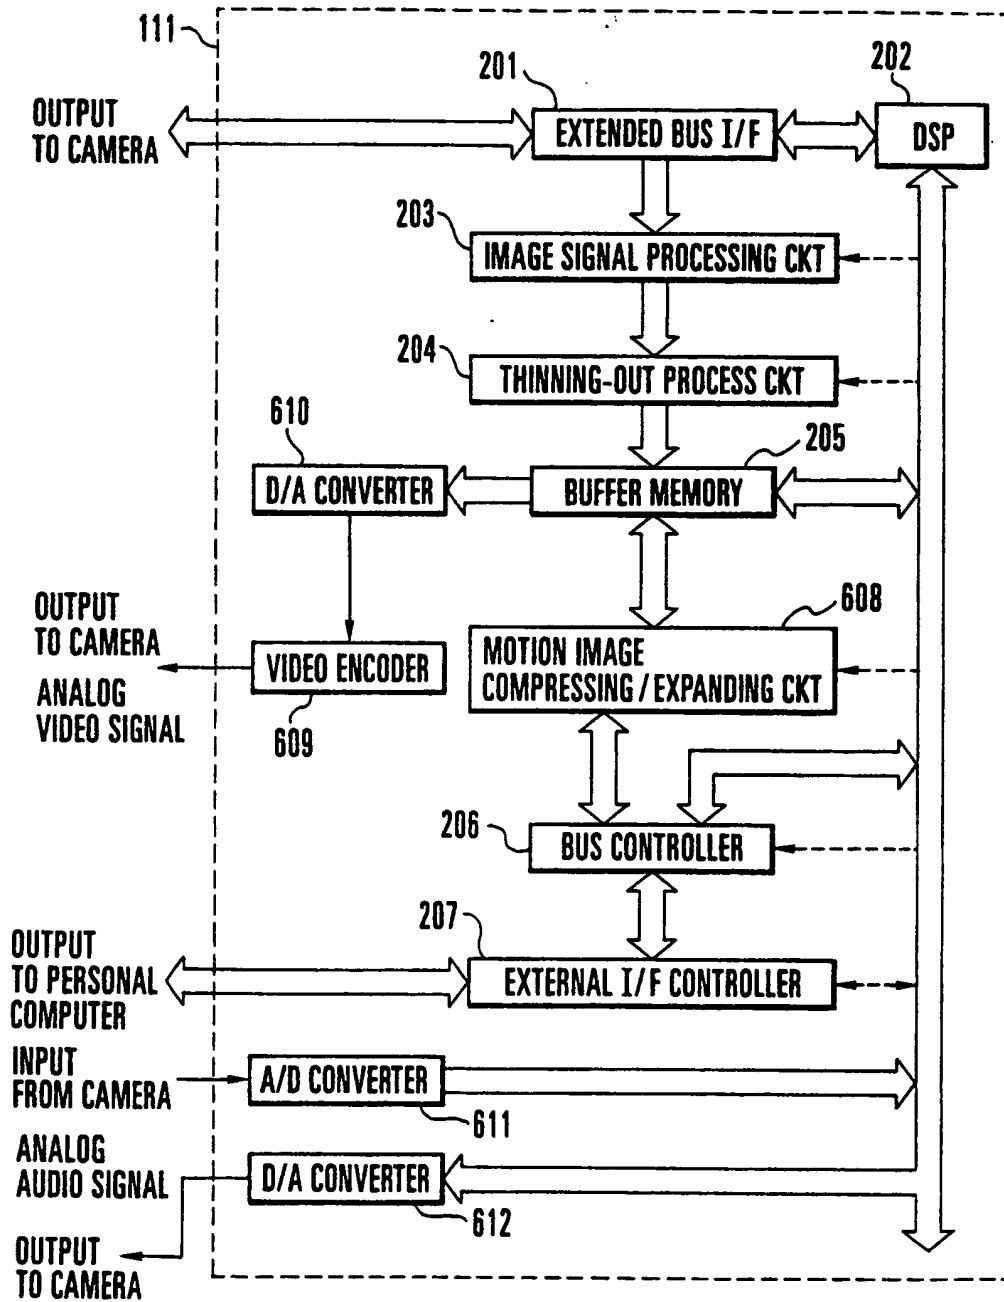 111
201
202
OUTPUT
TO CAMERA
EXTENDED BUS I/F
DSP
203
IMAGE SIGNAL PROCESSING CKT
204
THINNING-OUT PROCESS CKT
610
205
D/A CONVERTER
BUFFER MEMORY
OUTPUT
TO CAMERA
ANALOG
VIDEO SIGNAL
608
VIDEO ENCODER
MOTION IMAGE
COMPRESSING/EXPANDING CKT
609
206
BUS CONTROLLER
207
OUTPUT
TO PERSONAL
COMPUTER
EXTERNAL I/F CONTROLLER
INPUT
FROM CAMERA
A/D CONVERTER
611
ANALOG
AUDIO SIGNAL
D/A CONVERTER
612
OUTPUT
TO CAMERA